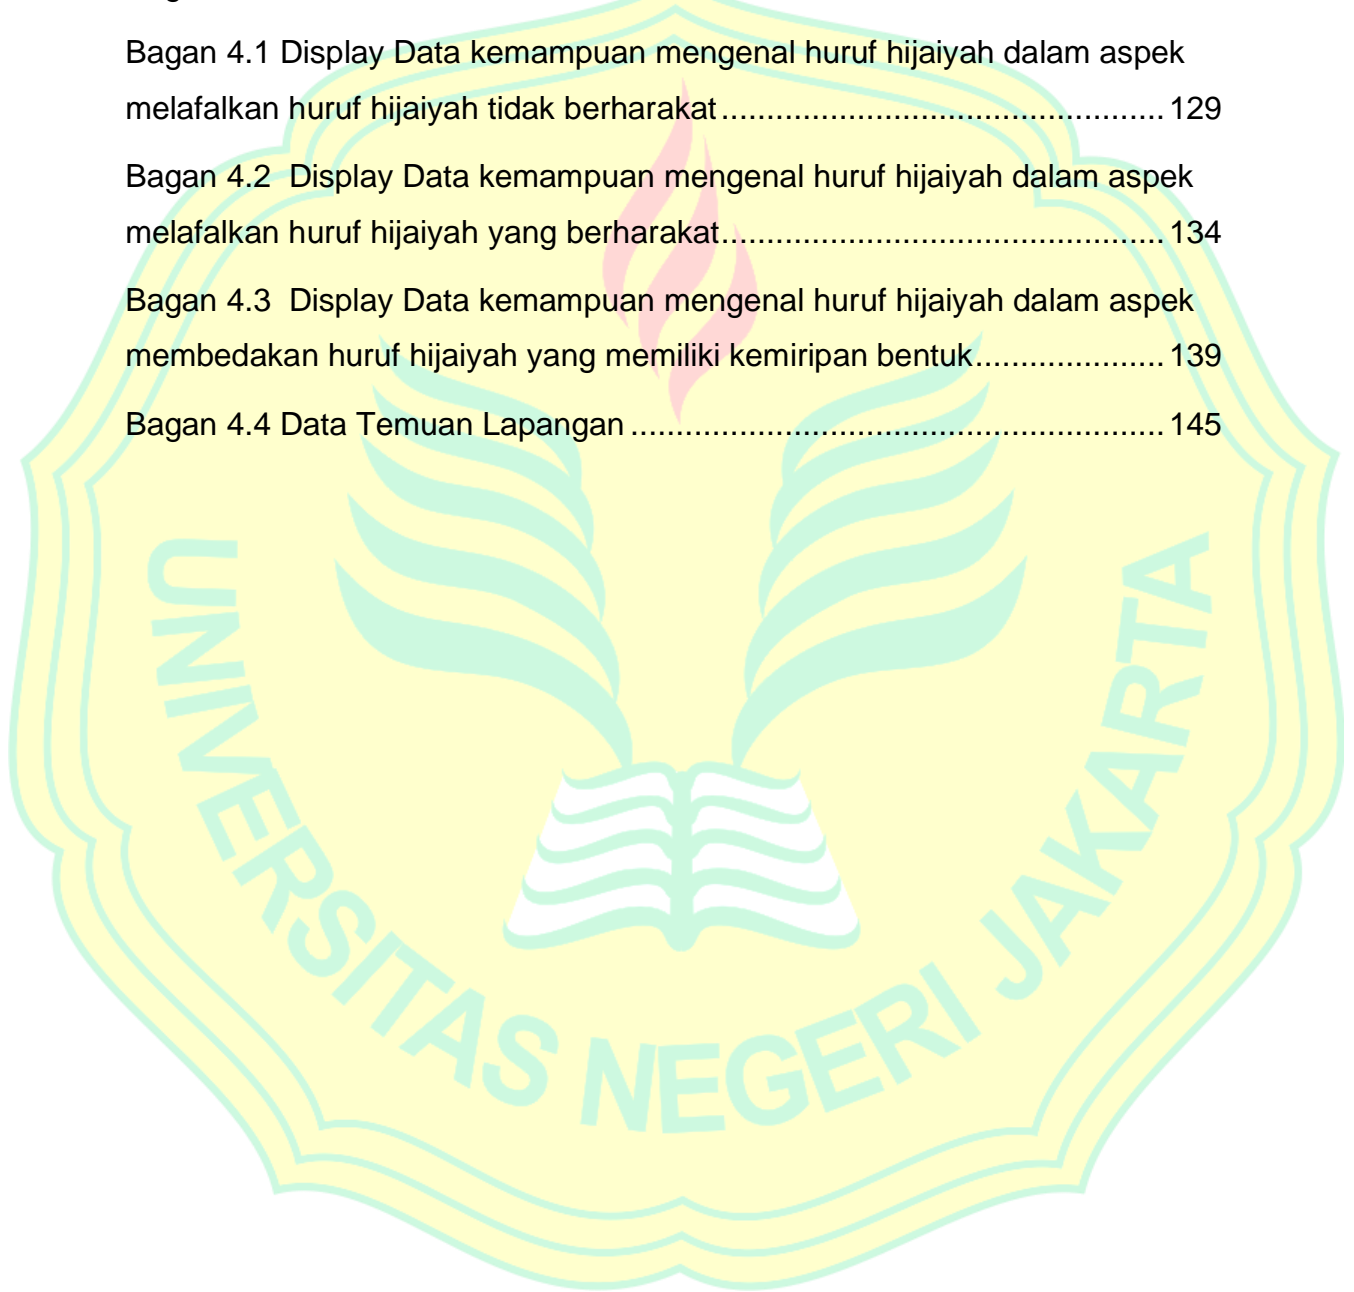 Bagan 4.1 Display Data kemampuan mengenal huruf hijaiyah dalam aspek
melafalkan huruf hijaiyah tidak berharakat ................................................. 129
Bagan 4.2  Display Data kemampuan mengenal huruf hijaiyah dalam aspek
melafalkan huruf hijaiyah yang berharakat ................................................. 134
Bagan 4.3  Display Data kemampuan mengenal huruf hijaiyah dalam aspek
membedakan huruf hijaiyah yang memiliki kemiripan bentuk ..................... 139
Bagan 4.4 Data Temuan Lapangan ........................................................... 145
UNIVERSITAS NEGERI JAKARTA